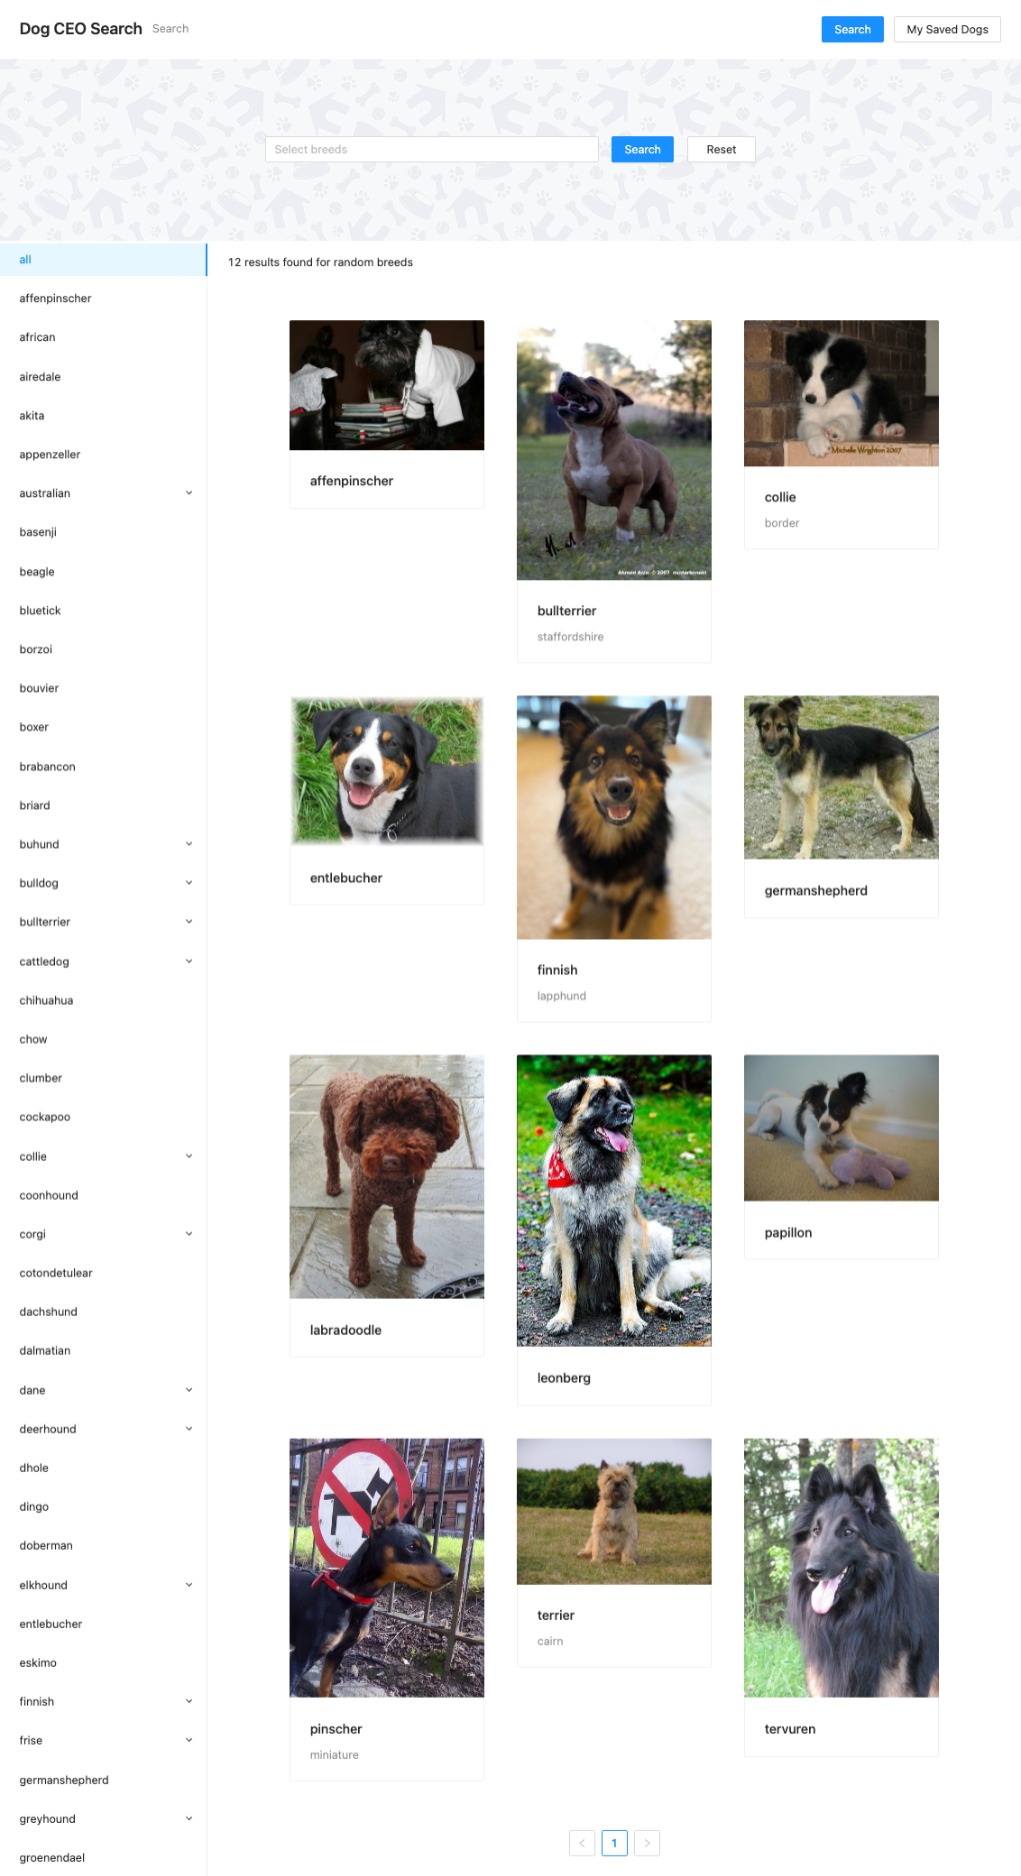 Dog CEO Search Search
Search My Saved Dogs
Select breeds Search Reset
all
affenpinscher
african
airedale
akita
appenzeller
australian
basenji
beagle
bluetick
borzoi
bouvier
boxer
brabancon
briard
buhund
bulldog
bullterrier
cattledog
chihuahua
chow
clumber
cockapoo
collie
coonhound
corgi
cotondetulear
dachshund
dalmatian
dane
deerhound
dhole
dingo
doberman
elkhound
entlebucher
eskimo
finnish
frise
germanshepherd
greyhound
groenendael
12 results found for random breeds
affenpinscher
© 2007
bullterrier
staffordshire
Michelle Wrighton 2007
collie
border
entlebucher
finnish
lapphund
germanshepherd
labradoodle
leonberg
papillon
pinscher
miniature
terrier
cairn
tervuren
1